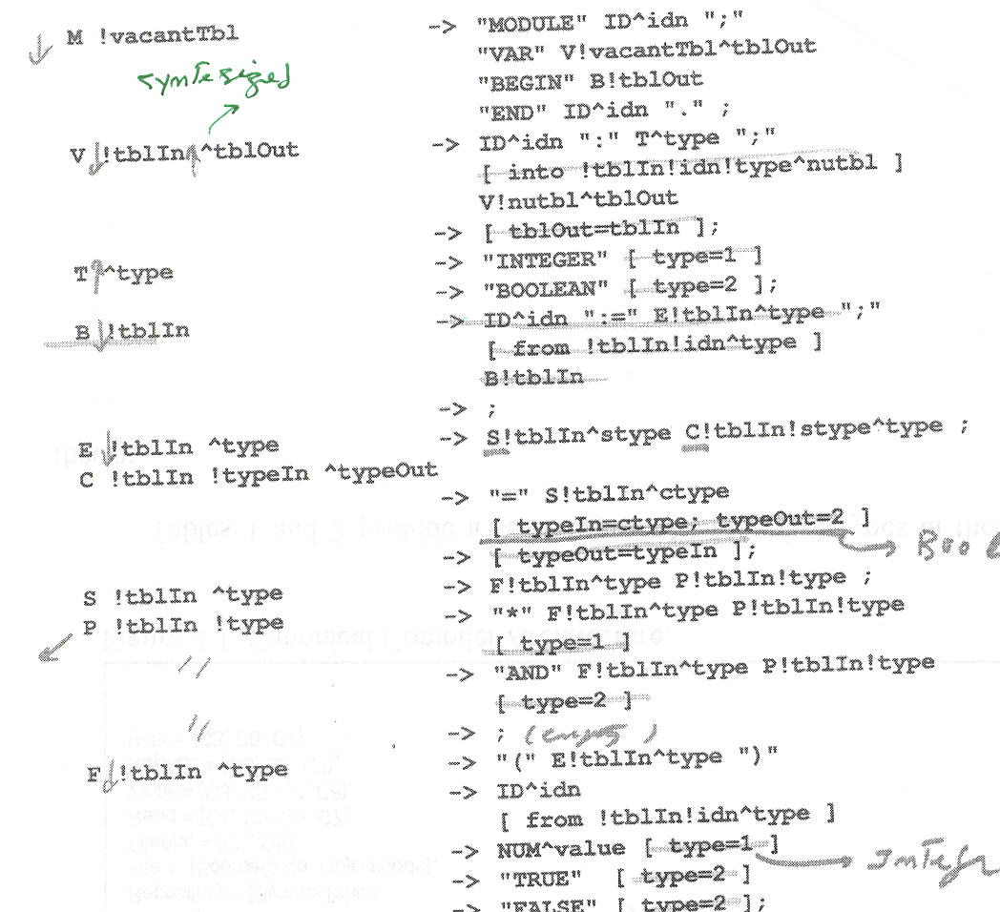 M !vacantTbl -> "MODULE" ID^idn ";"
"VAR" V!vacantTbl^tblOut
syntesized "BEGIN" B!tblOut
"END" ID^idn "." ;
V !tblIn ^tblOut -> ID^idn ":" T^type ";"
[ into !tblIn!idn!type^nutbl ]
V!nutbl^tblOut
-> [ tblOut=tblIn ];
T ^type -> "INTEGER" [ type=1 ]
-> "BOOLEAN" [ type=2 ];
B !tblIn -> ID^idn ":=" E!tblIn^type ";"
[ from !tblIn!idn^type ]
B!tblIn
-> ;
E !tblIn ^type -> S!tblIn^stype C!tblIn!stype^type ;
C !tblIn !typeIn ^typeOut
-> "=" S!tblIn^ctype
[ typeIn=ctype; typeOut=2 ]
-> [ typeOut=typeIn ]; Bool
S !tblIn ^type -> F!tblIn^type P!tblIn!type ;
P !tblIn !type -> "*" F!tblIn^type P!tblIn!type
[ type=1 ]
-> "AND" F!tblIn^type P!tblIn!type
[ type=2 ]
-> ; (empty)
F !tblIn ^type -> "(" E!tblIn^type ")"
-> ID^idn
[ from !tblIn!idn^type ]
-> NUM^value [ type=1 ]
-> "TRUE" [ type=2 ]
-> "FALSE" [ type=2 ];